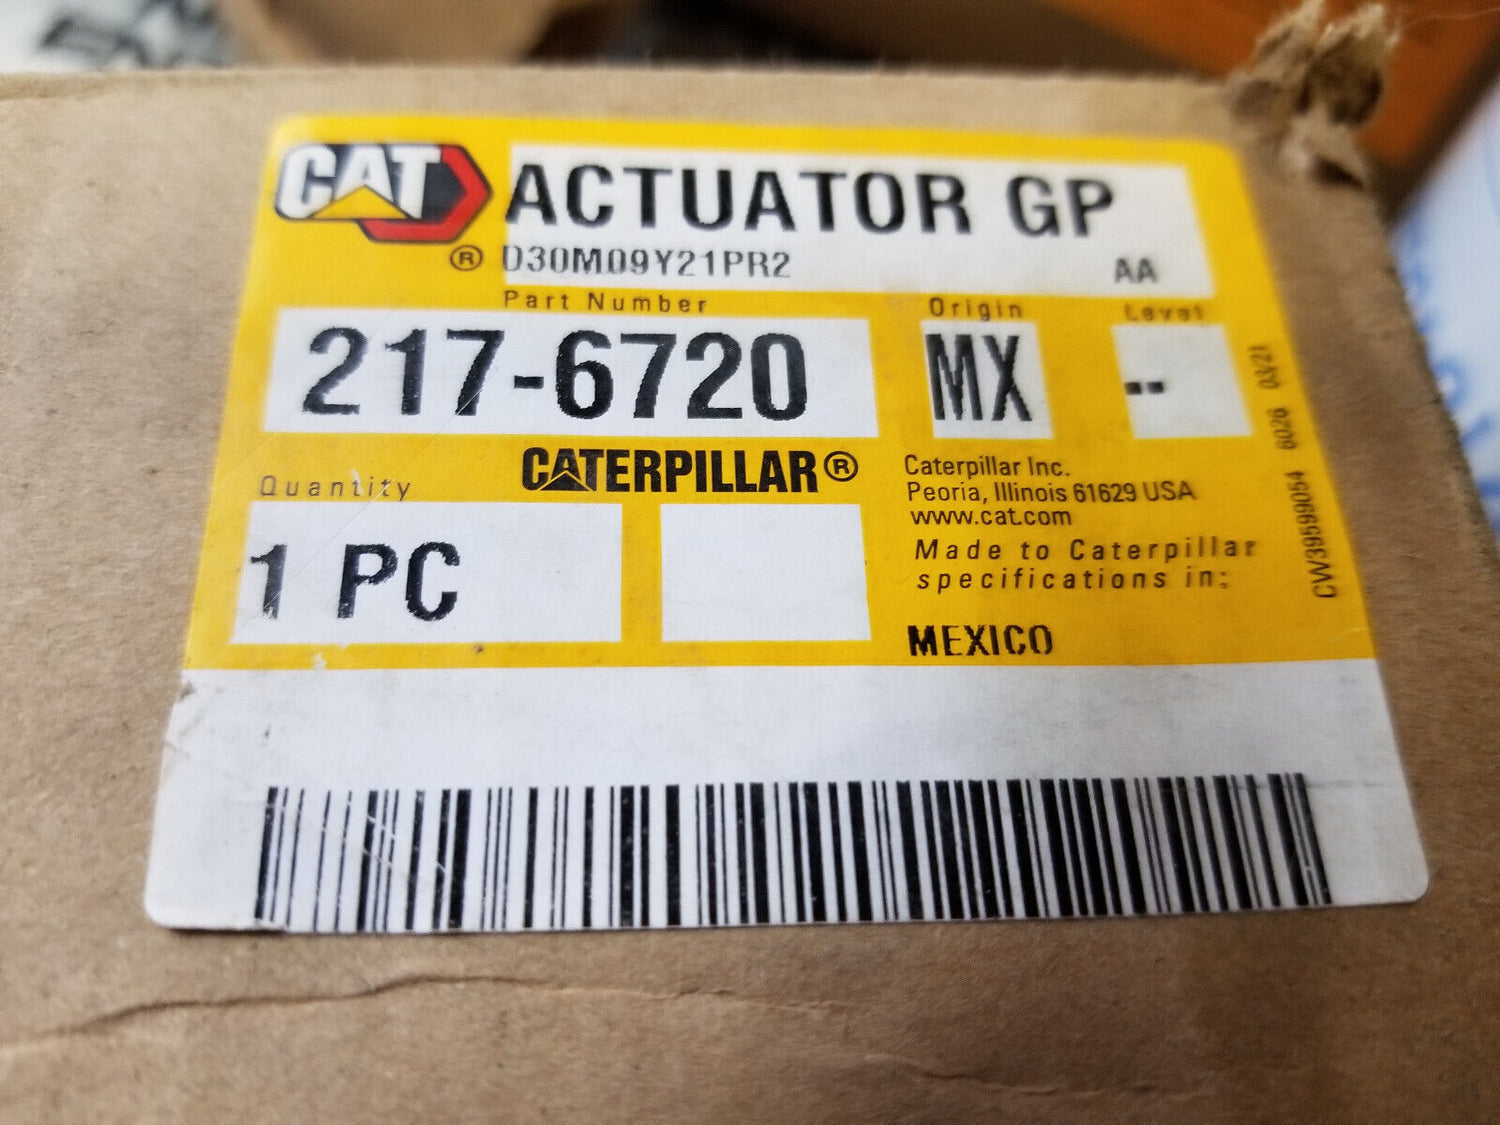 CAT ®
ACTUATOR GP
D30M09Y21PR2 AA
Part Number Origin Level
217-6720 MX --
Quantity
1 PC
CATERPILLAR®
Caterpillar Inc.
Peoria, Illinois 61629 USA
www.cat.com
Made to Caterpillar
specifications in:
MEXICO
CW39599054 6026 03/21